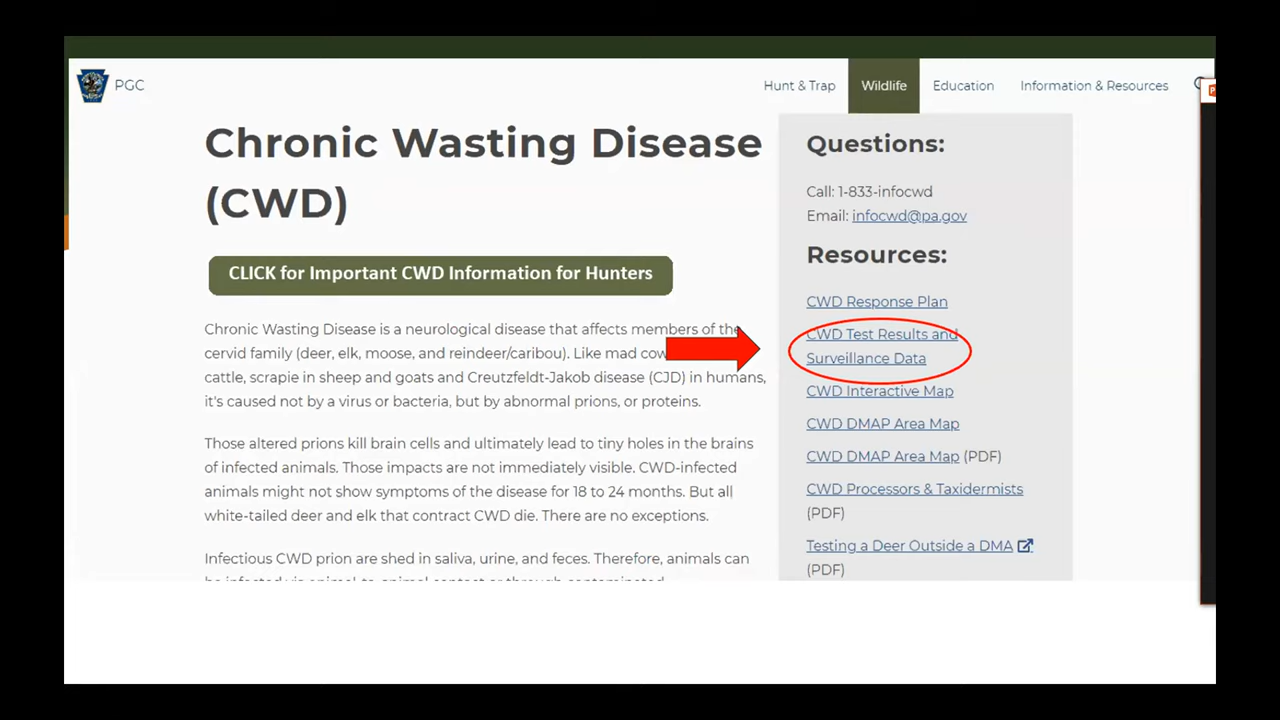 PGC
Hunt & Trap
Wildlife
Education
Information & Resources
Chronic Wasting Disease
(CWD)
CLICK for Important CWD Information for Hunters
Chronic Wasting Disease is a neurological disease that affects members of the
cervid family (deer, elk, moose, and reindeer/caribou). Like mad cow
cattle, scrapie in sheep and goats and Creutzfeldt-Jakob disease (CJD) in humans,
it's caused not by a virus or bacteria, but by abnormal prions, or proteins.
Those altered prions kill brain cells and ultimately lead to tiny holes in the brains
of infected animals. Those impacts are not immediately visible. CWD-infected
animals might not show symptoms of the disease for 18 to 24 months. But all
white-tailed deer and elk that contract CWD die. There are no exceptions.
Infectious CWD prion are shed in saliva, urine, and feces. Therefore, animals can
Questions:
Call: 1-833-infocwd
Email: infocwd@pa.gov
Resources:
CWD Response Plan
CWD Test Results and
Surveillance Data
CWD Interactive Map
CWD DMAP Area Map
CWD DMAP Area Map (PDF)
CWD Processors & Taxidermists
(PDF)
Testing a Deer Outside a DMA
(PDF)